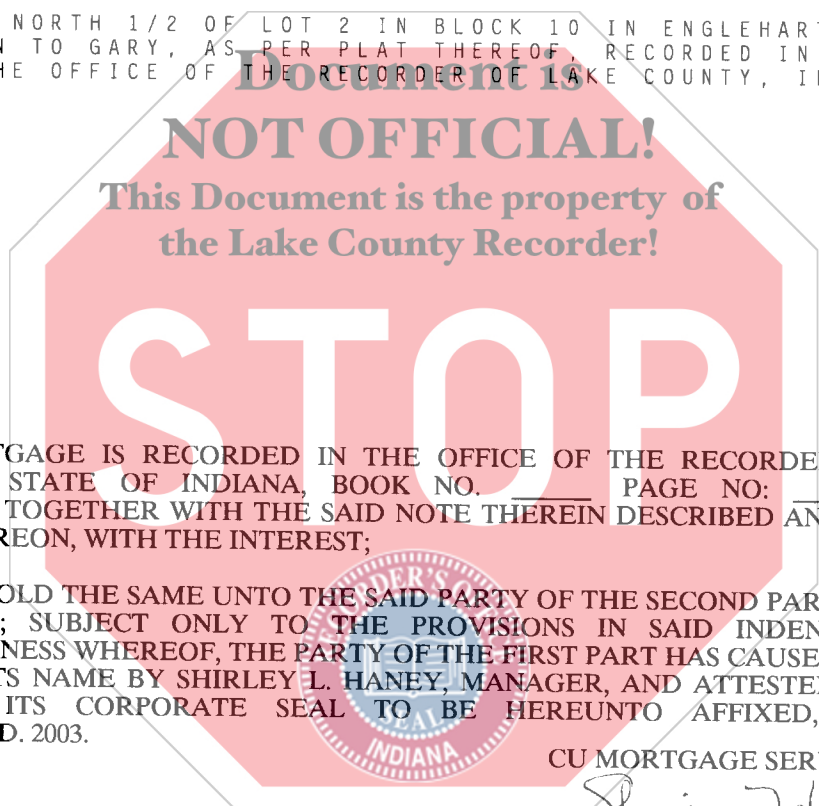 NORTH 1/2 OF LOT 2 IN BLOCK 10 IN ENGLEHART
TO GARY, AS PER PLAT THEREOF, RECORDED IN
OFFICE OF THE RECORDER OF LAKE COUNTY,
Document is
NOT OFFICIAL!
This Document is the property of
the Lake County Recorder!
STOP
TGAGE IS RECORDED IN THE OFFICE OF THE RECORDE
STATE OF INDIANA, BOOK NO. ______ PAGE NO: __
TOGETHER WITH THE SAID NOTE THEREIN DESCRIBED AN
REON, WITH THE INTEREST;
OLD THE SAME UNTO THE SAID PARTY OF THE SECOND PAR
; SUBJECT ONLY TO THE PROVISIONS IN SAID INDEN
NESS WHEREOF, THE PARTY OF THE FIRST PART HAS CAUSE
TS NAME BY SHIRLEY L. HANEY, MANAGER, AND ATTESTE
ITS CORPORATE SEAL TO BE HEREUNTO AFFIXED,
D. 2003.
SEAL
INDIANA
CU MORTGAGE SER